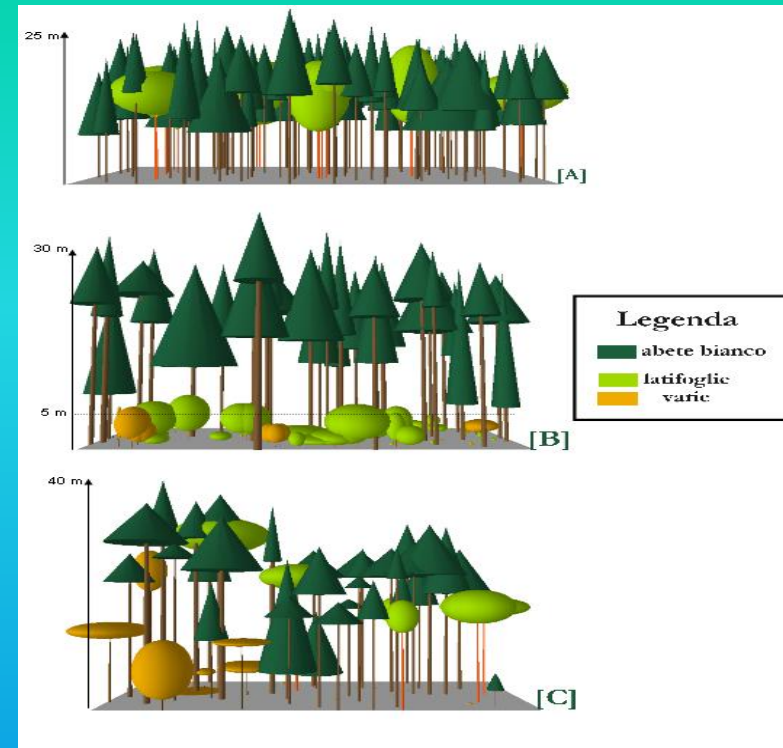 25 m
[A]
30 m
Legenda
abete bianco
latifoglie
varie
5 m
[B]
40 m
[C]